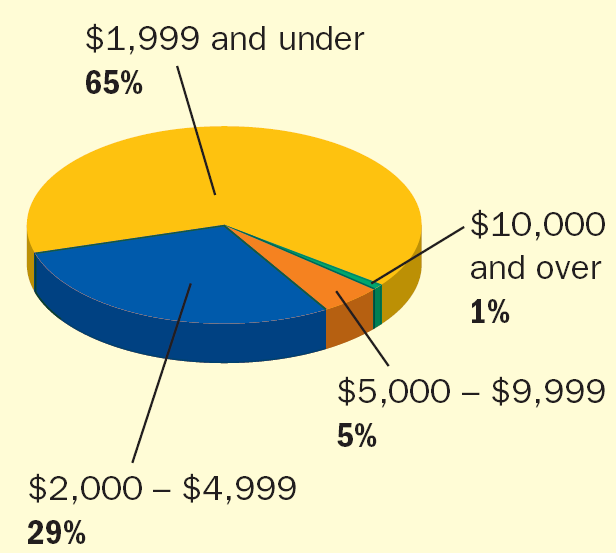 $1,999 and under
65%
$10,000
and over
1%
$5,000 – $9,999
5%
$2,000 – $4,999
29%